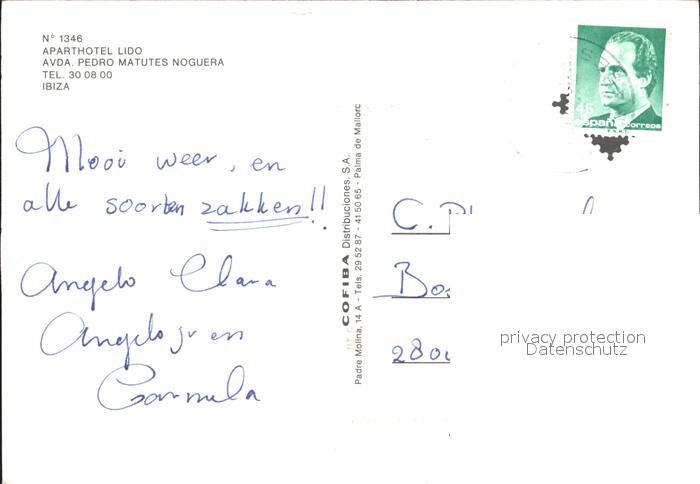 N° 1346
APARTHOTEL LIDO
AVDA. PEDRO MATUTES NOGUERA
TEL. 30 08 00
IBIZA
Mooi weer, en
alle soorten zakken!!
Angelo Clara
Angelo jr en
Carmela
COFIBA Distribuciones, S.A.
Padre Molina, 14 A - Tels. 29 52 87 - 41 50 65 - Palma de Mallorc
45
españa correos
C.
privacy protection
Datenschutz